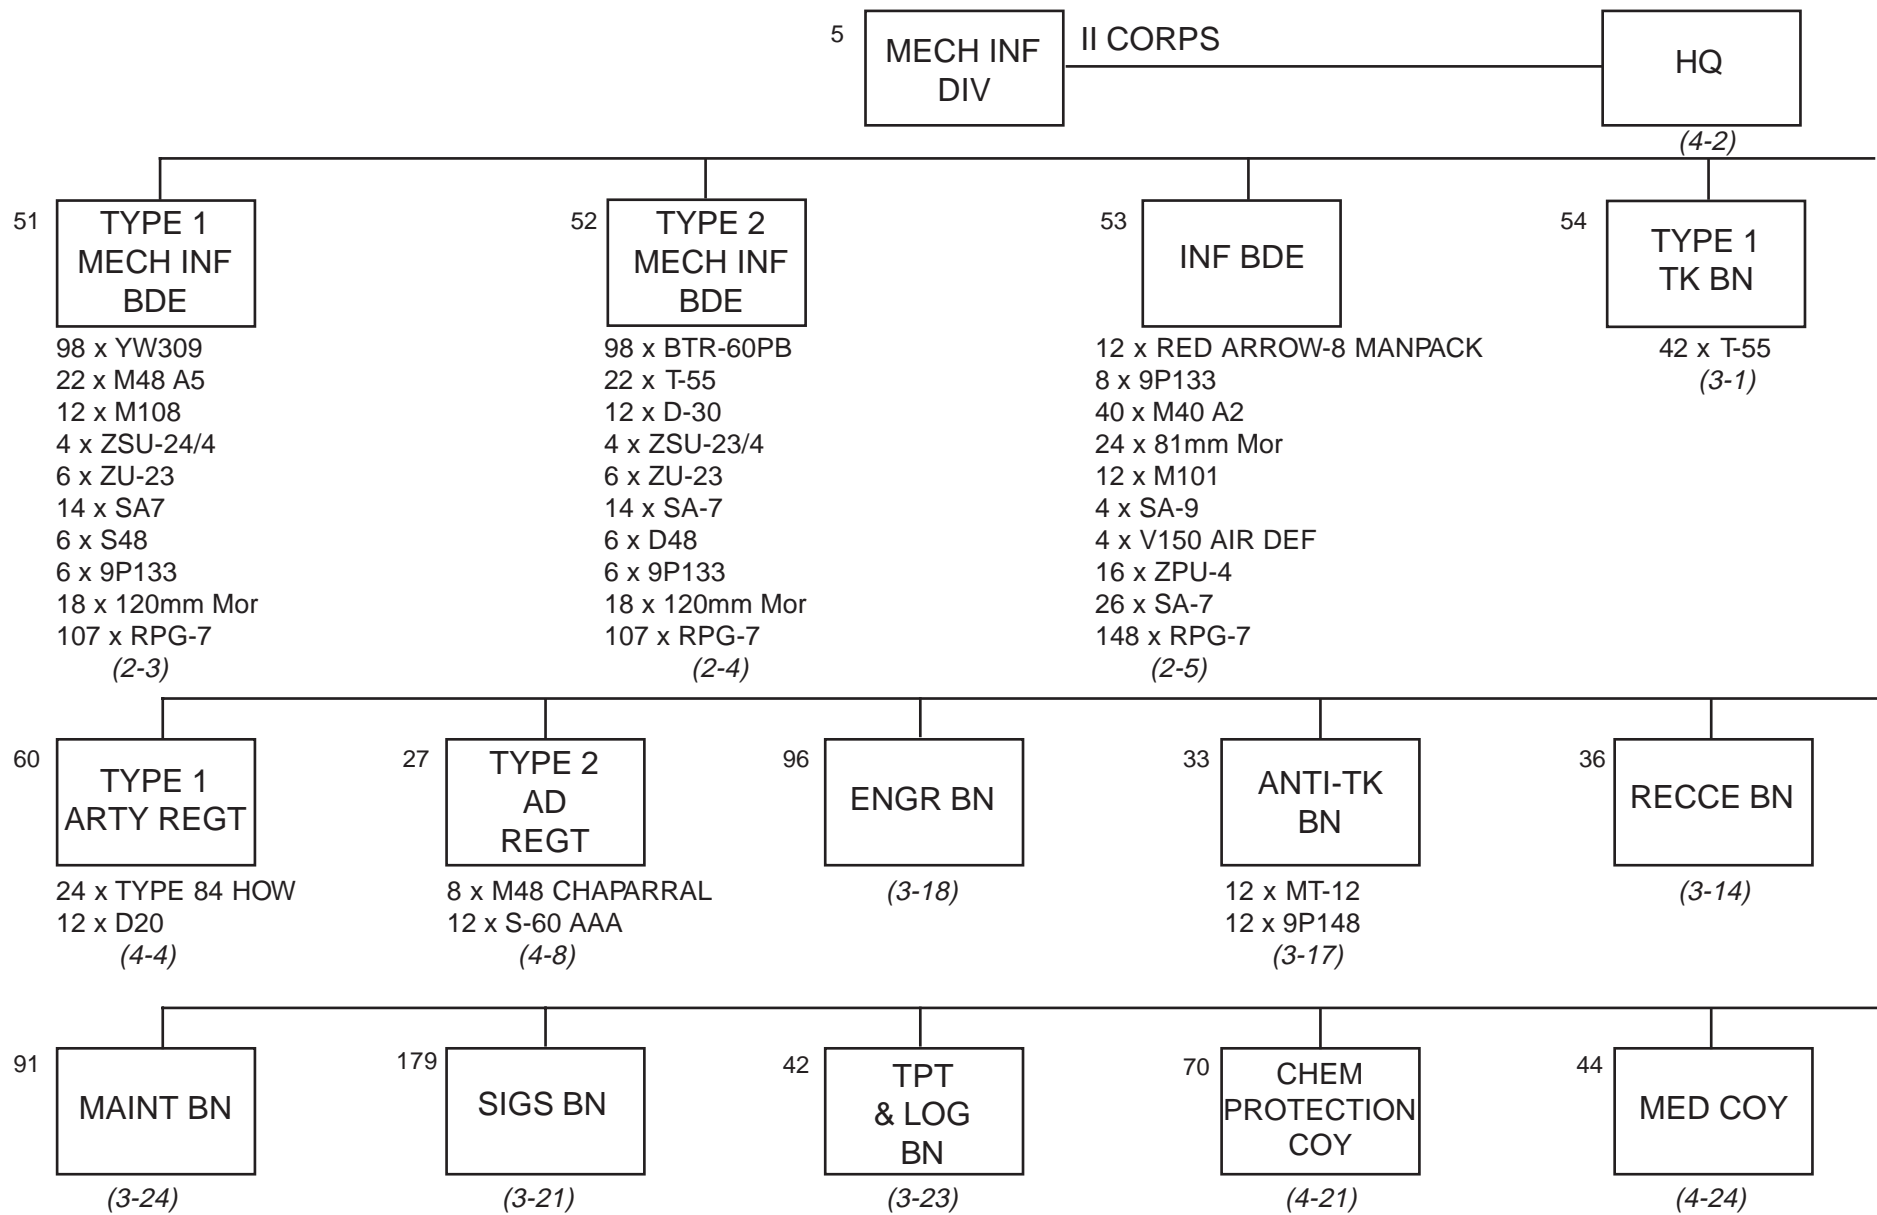 5
MECH INF
DIV
II CORPS
HQ
(4-2)
51
TYPE 1
MECH INF
BDE
98 x YW309
22 x M48 A5
12 x M108
4 x ZSU-24/4
6 x ZU-23
14 x SA7
6 x S48
6 x 9P133
18 x 120mm Mor
107 x RPG-7
(2-3)
52
TYPE 2
MECH INF
BDE
98 x BTR-60PB
22 x T-55
12 x D-30
4 x ZSU-23/4
6 x ZU-23
14 x SA-7
6 x D48
6 x 9P133
18 x 120mm Mor
107 x RPG-7
(2-4)
53
INF BDE
12 x RED ARROW-8 MANPACK
8 x 9P133
40 x M40 A2
24 x 81mm Mor
12 x M101
4 x SA-9
4 x V150 AIR DEF
16 x ZPU-4
26 x SA-7
148 x RPG-7
(2-5)
54
TYPE 1
TK BN
42 x T-55
(3-1)
60
TYPE 1
ARTY REGT
24 x TYPE 84 HOW
12 x D20
(4-4)
27
TYPE 2
AD
REGT
8 x M48 CHAPARRAL
12 x S-60 AAA
(4-8)
96
ENGR BN
(3-18)
33
ANTI-TK
BN
12 x MT-12
12 x 9P148
(3-17)
36
RECCE BN
(3-14)
91
MAINT BN
(3-24)
179
SIGS BN
(3-21)
42
TPT
& LOG
BN
(3-23)
70
CHEM
PROTECTION
COY
(4-21)
44
MED COY
(4-24)